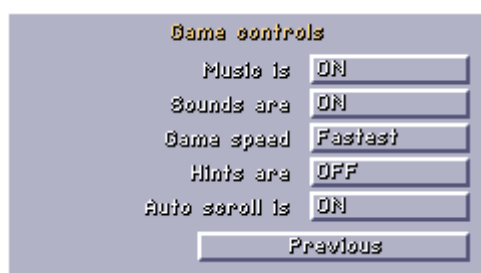 Game controls
Music is ON
Sounds are ON
Game speed Fastest
Hints are OFF
Auto scroll is ON
Previous